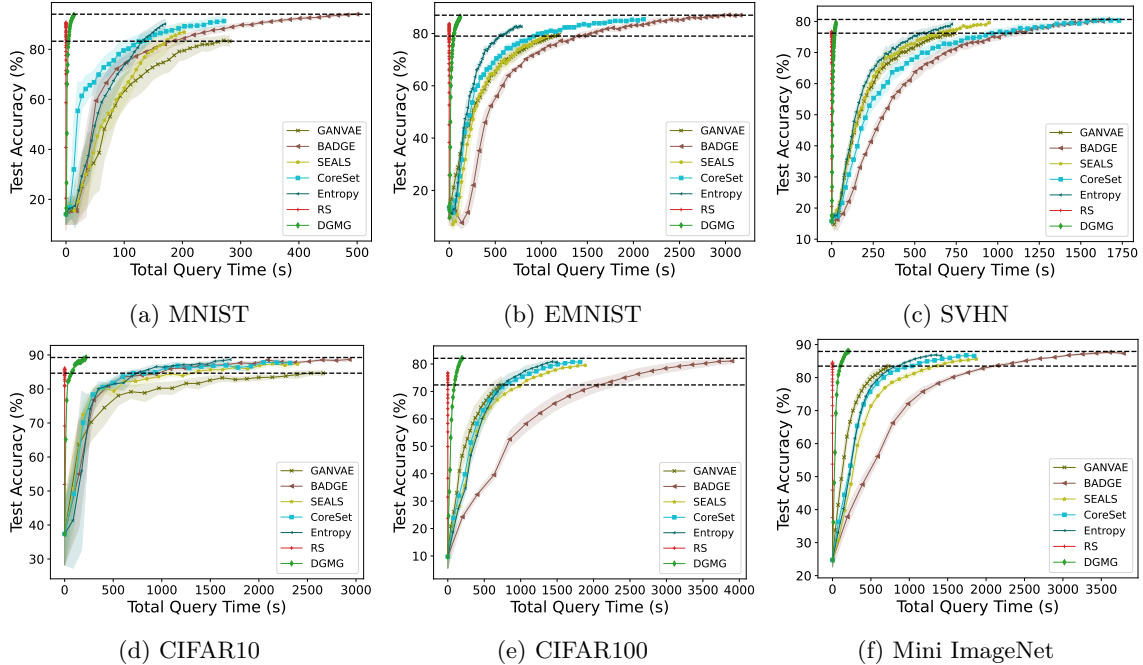 Test Accuracy (%)
80
60
40
20
0
100
200
300
400
500
Total Query Time (s)
GANVAE
BADGE
SEALS
CoreSet
Entropy
RS
DGMG
(a) MNIST
Test Accuracy (%)
80
60
40
20
0
500
1000
1500
2000
2500
3000
Total Query Time (s)
GANVAE
BADGE
SEALS
CoreSet
Entropy
RS
DGMG
(b) EMNIST
Test Accuracy (%)
80
70
60
50
40
30
20
10
0
250
500
750
1000
1250
1500
1750
Total Query Time (s)
GANVAE
BADGE
SEALS
CoreSet
Entropy
RS
DGMG
(c) SVHN
Test Accuracy (%)
90
80
70
60
50
40
30
0
500
1000
1500
2000
2500
3000
Total Query Time (s)
GANVAE
BADGE
SEALS
CoreSet
Entropy
RS
DGMG
(d) CIFAR10
Test Accuracy (%)
80
70
60
50
40
30
20
10
0
500
1000
1500
2000
2500
3000
3500
4000
Total Query Time (s)
GANVAE
BADGE
SEALS
CoreSet
Entropy
RS
DGMG
(e) CIFAR100
Test Accuracy (%)
90
80
70
60
50
40
30
20
0
500
1000
1500
2000
2500
3000
3500
Total Query Time (s)
GANVAE
BADGE
SEALS
CoreSet
Entropy
RS
DGMG
(f) Mini ImageNet